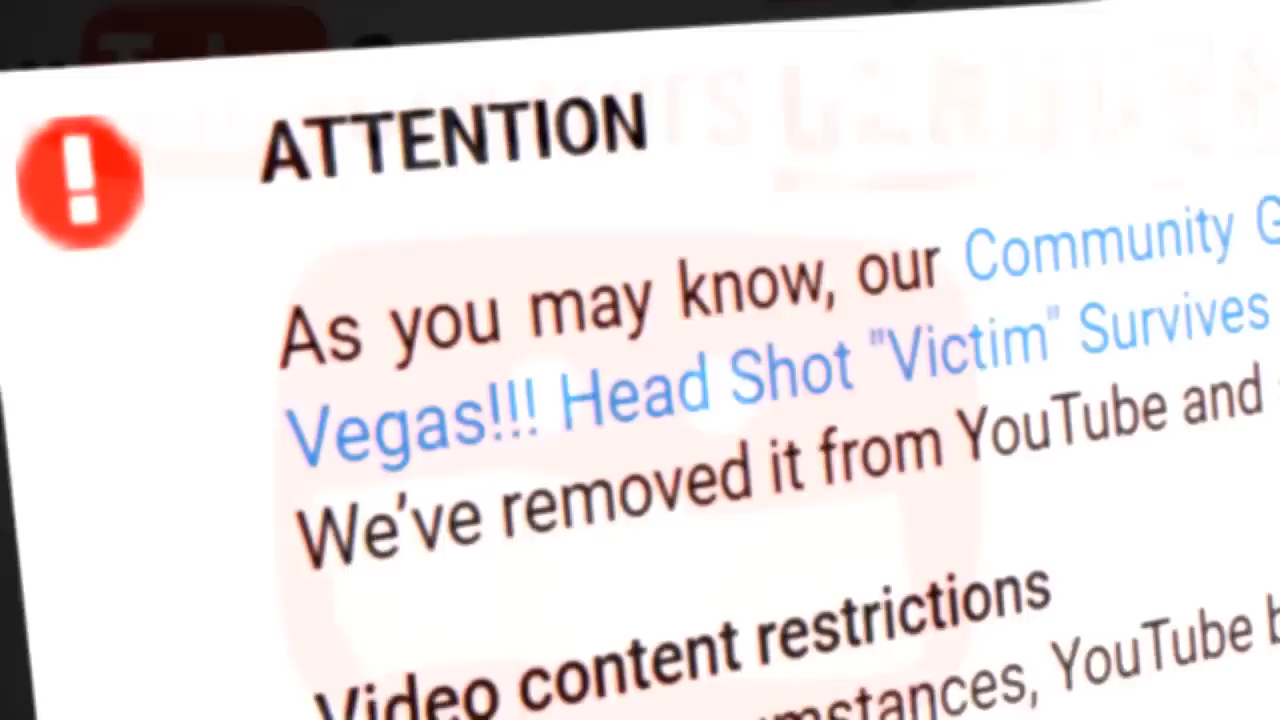 ATTENTION
As you may know, our Community G
Vegas!!! Head Shot "Victim" Survives
We've removed it from YouTube and
Video content restrictions
umstances, YouTube b